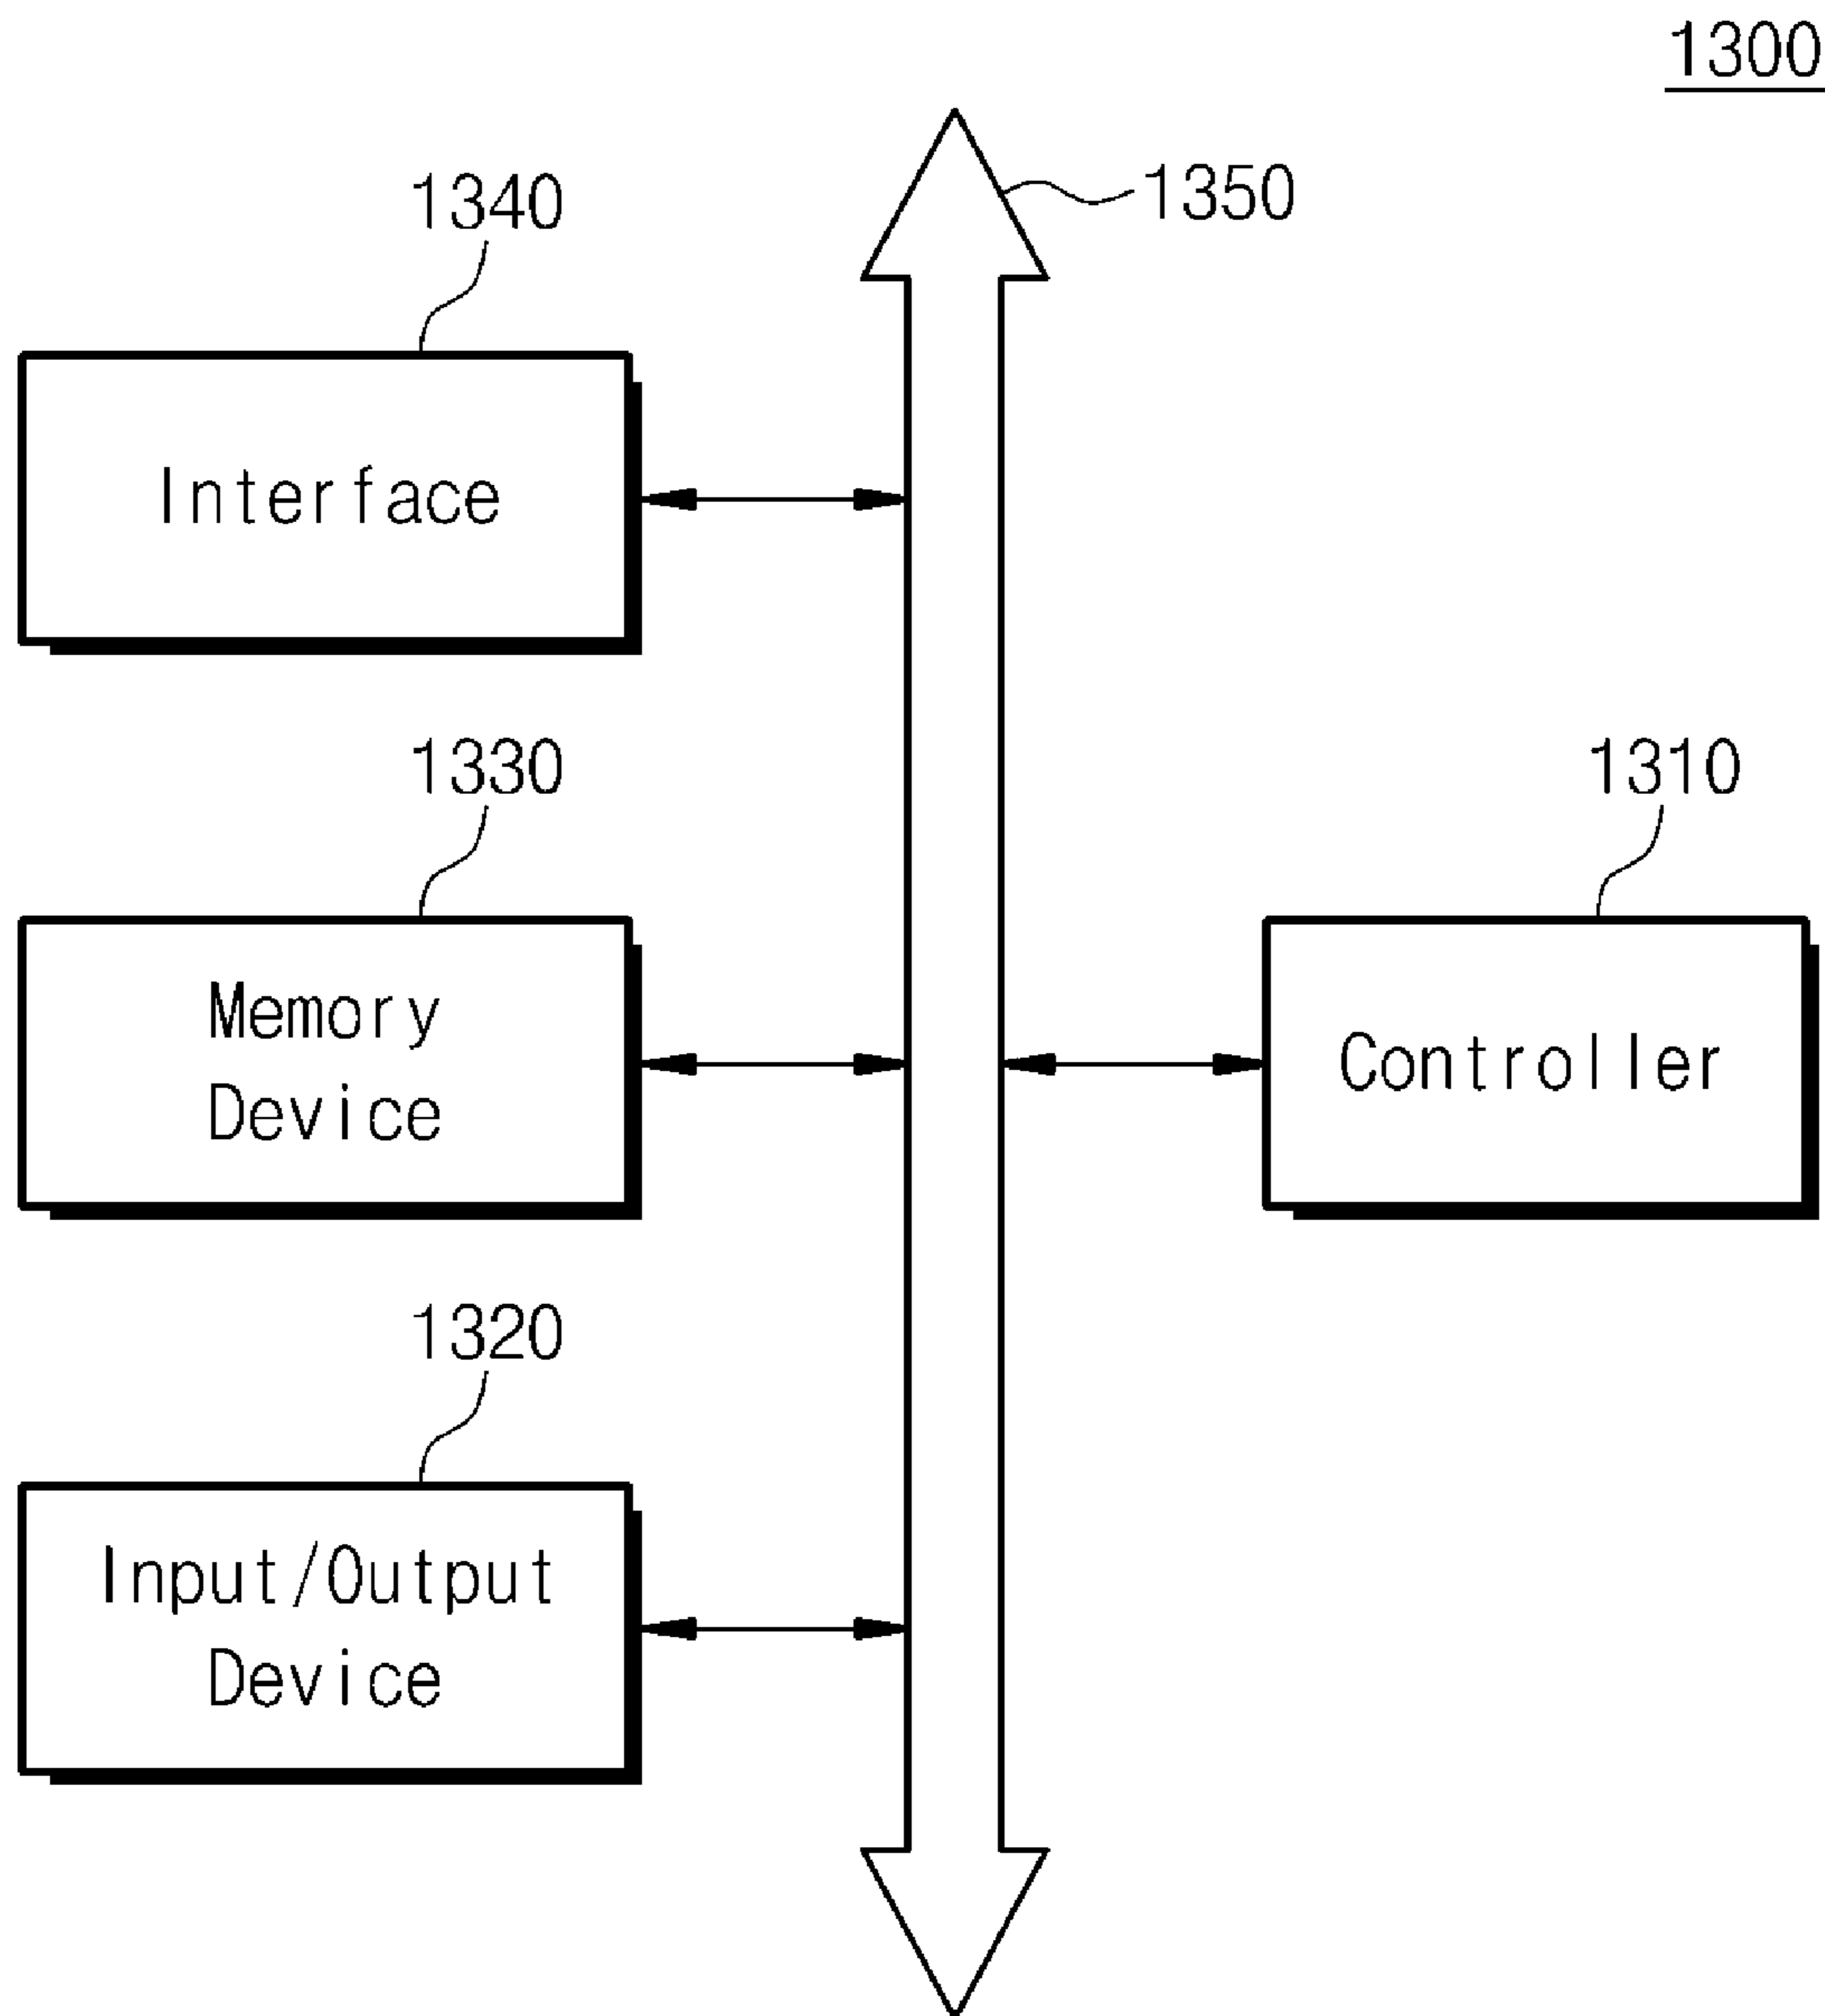 1300
1350
1340
Interface
1330
Memory
Device
1310
Controller
1320
Input/Output
Device